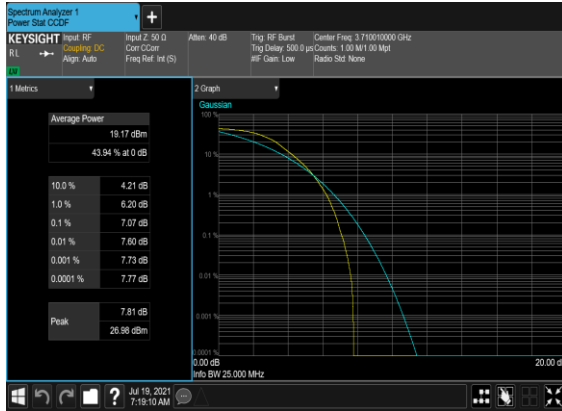 Spectrum Analyzer 1
Power Stat CCDF
+
KEYSIGHT Input: RF Input Z: 50 Ω Atten: 40 dB Trig: RF Burst Center Freq: 3.710010000 GHz
RL Coupling: DC Corr CCorr Trig Delay: 500.0 µs Counts: 1.00 M/1.00 Mpt
Align: Auto Freq Ref: Int (S) #IF Gain: Low Radio Std: None
LXI
1 Metrics
2 Graph
Average Power
19.17 dBm
43.94 % at 0 dB
10.0 % 4.21 dB
1.0 % 6.20 dB
0.1 % 7.07 dB
0.01 % 7.60 dB
0.001 % 7.73 dB
0.0001 % 7.77 dB
Peak 7.81 dB
26.98 dBm
Gaussian
100 %
10 %
1 %
0.1 %
0.01 %
0.001 %
0.0001 %
0.00 dB 20.00 d
Info BW 25.000 MHz
? Jul 19, 2021
7:19:10 AM